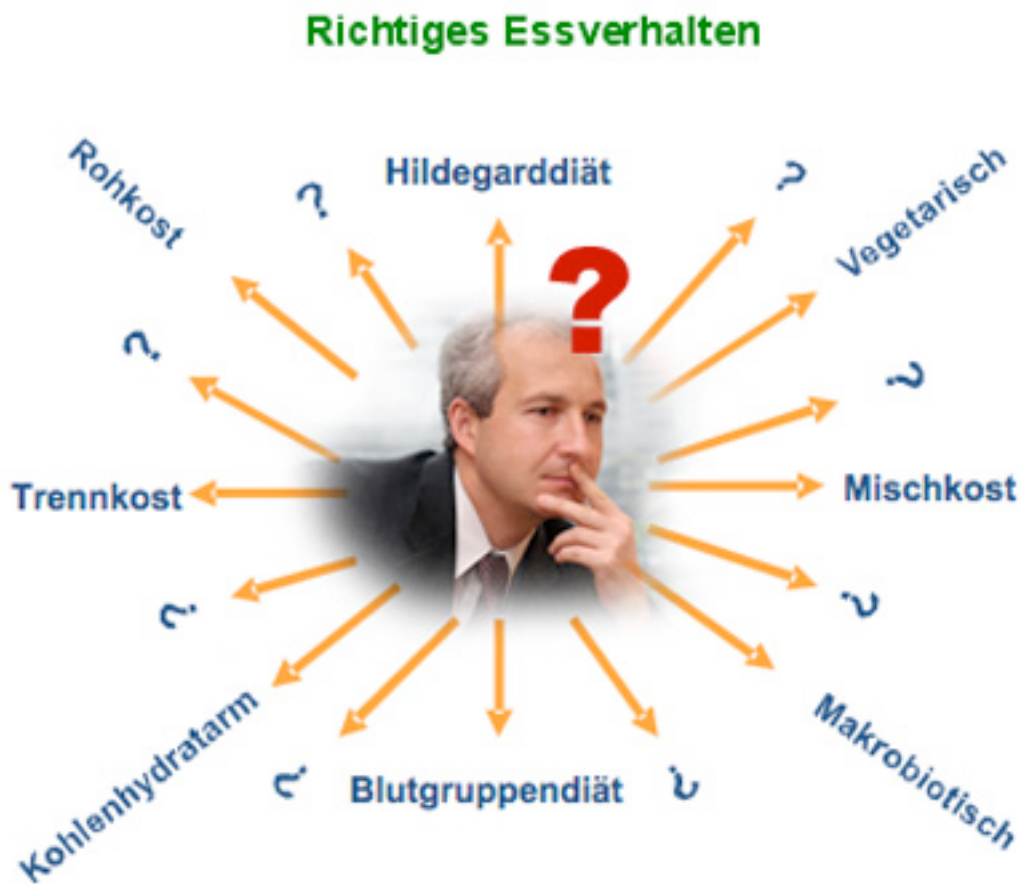 Richtiges Essverhalten
Rohkost
?
Hildegarddiät
?
Vegetarisch
?
?
?
Trennkost
Mischkost
?
?
Kohlenhydratarm
?
Blutgruppendiät
?
Makrobiotisch